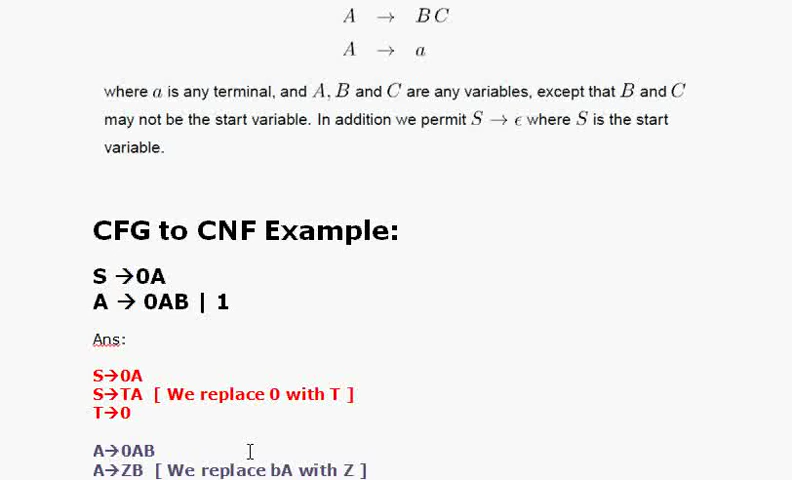 A → BC
A → a
where a is any terminal, and A, B and C are any variables, except that B and C
may not be the start variable. In addition we permit S → ϵ where S is the start
variable.
CFG to CNF Example:
S →0A
A → 0AB | 1
Ans:
S→0A
S→TA [ We replace 0 with T ]
T→0
A→0AB
A→ZB [ We replace bA with Z ]